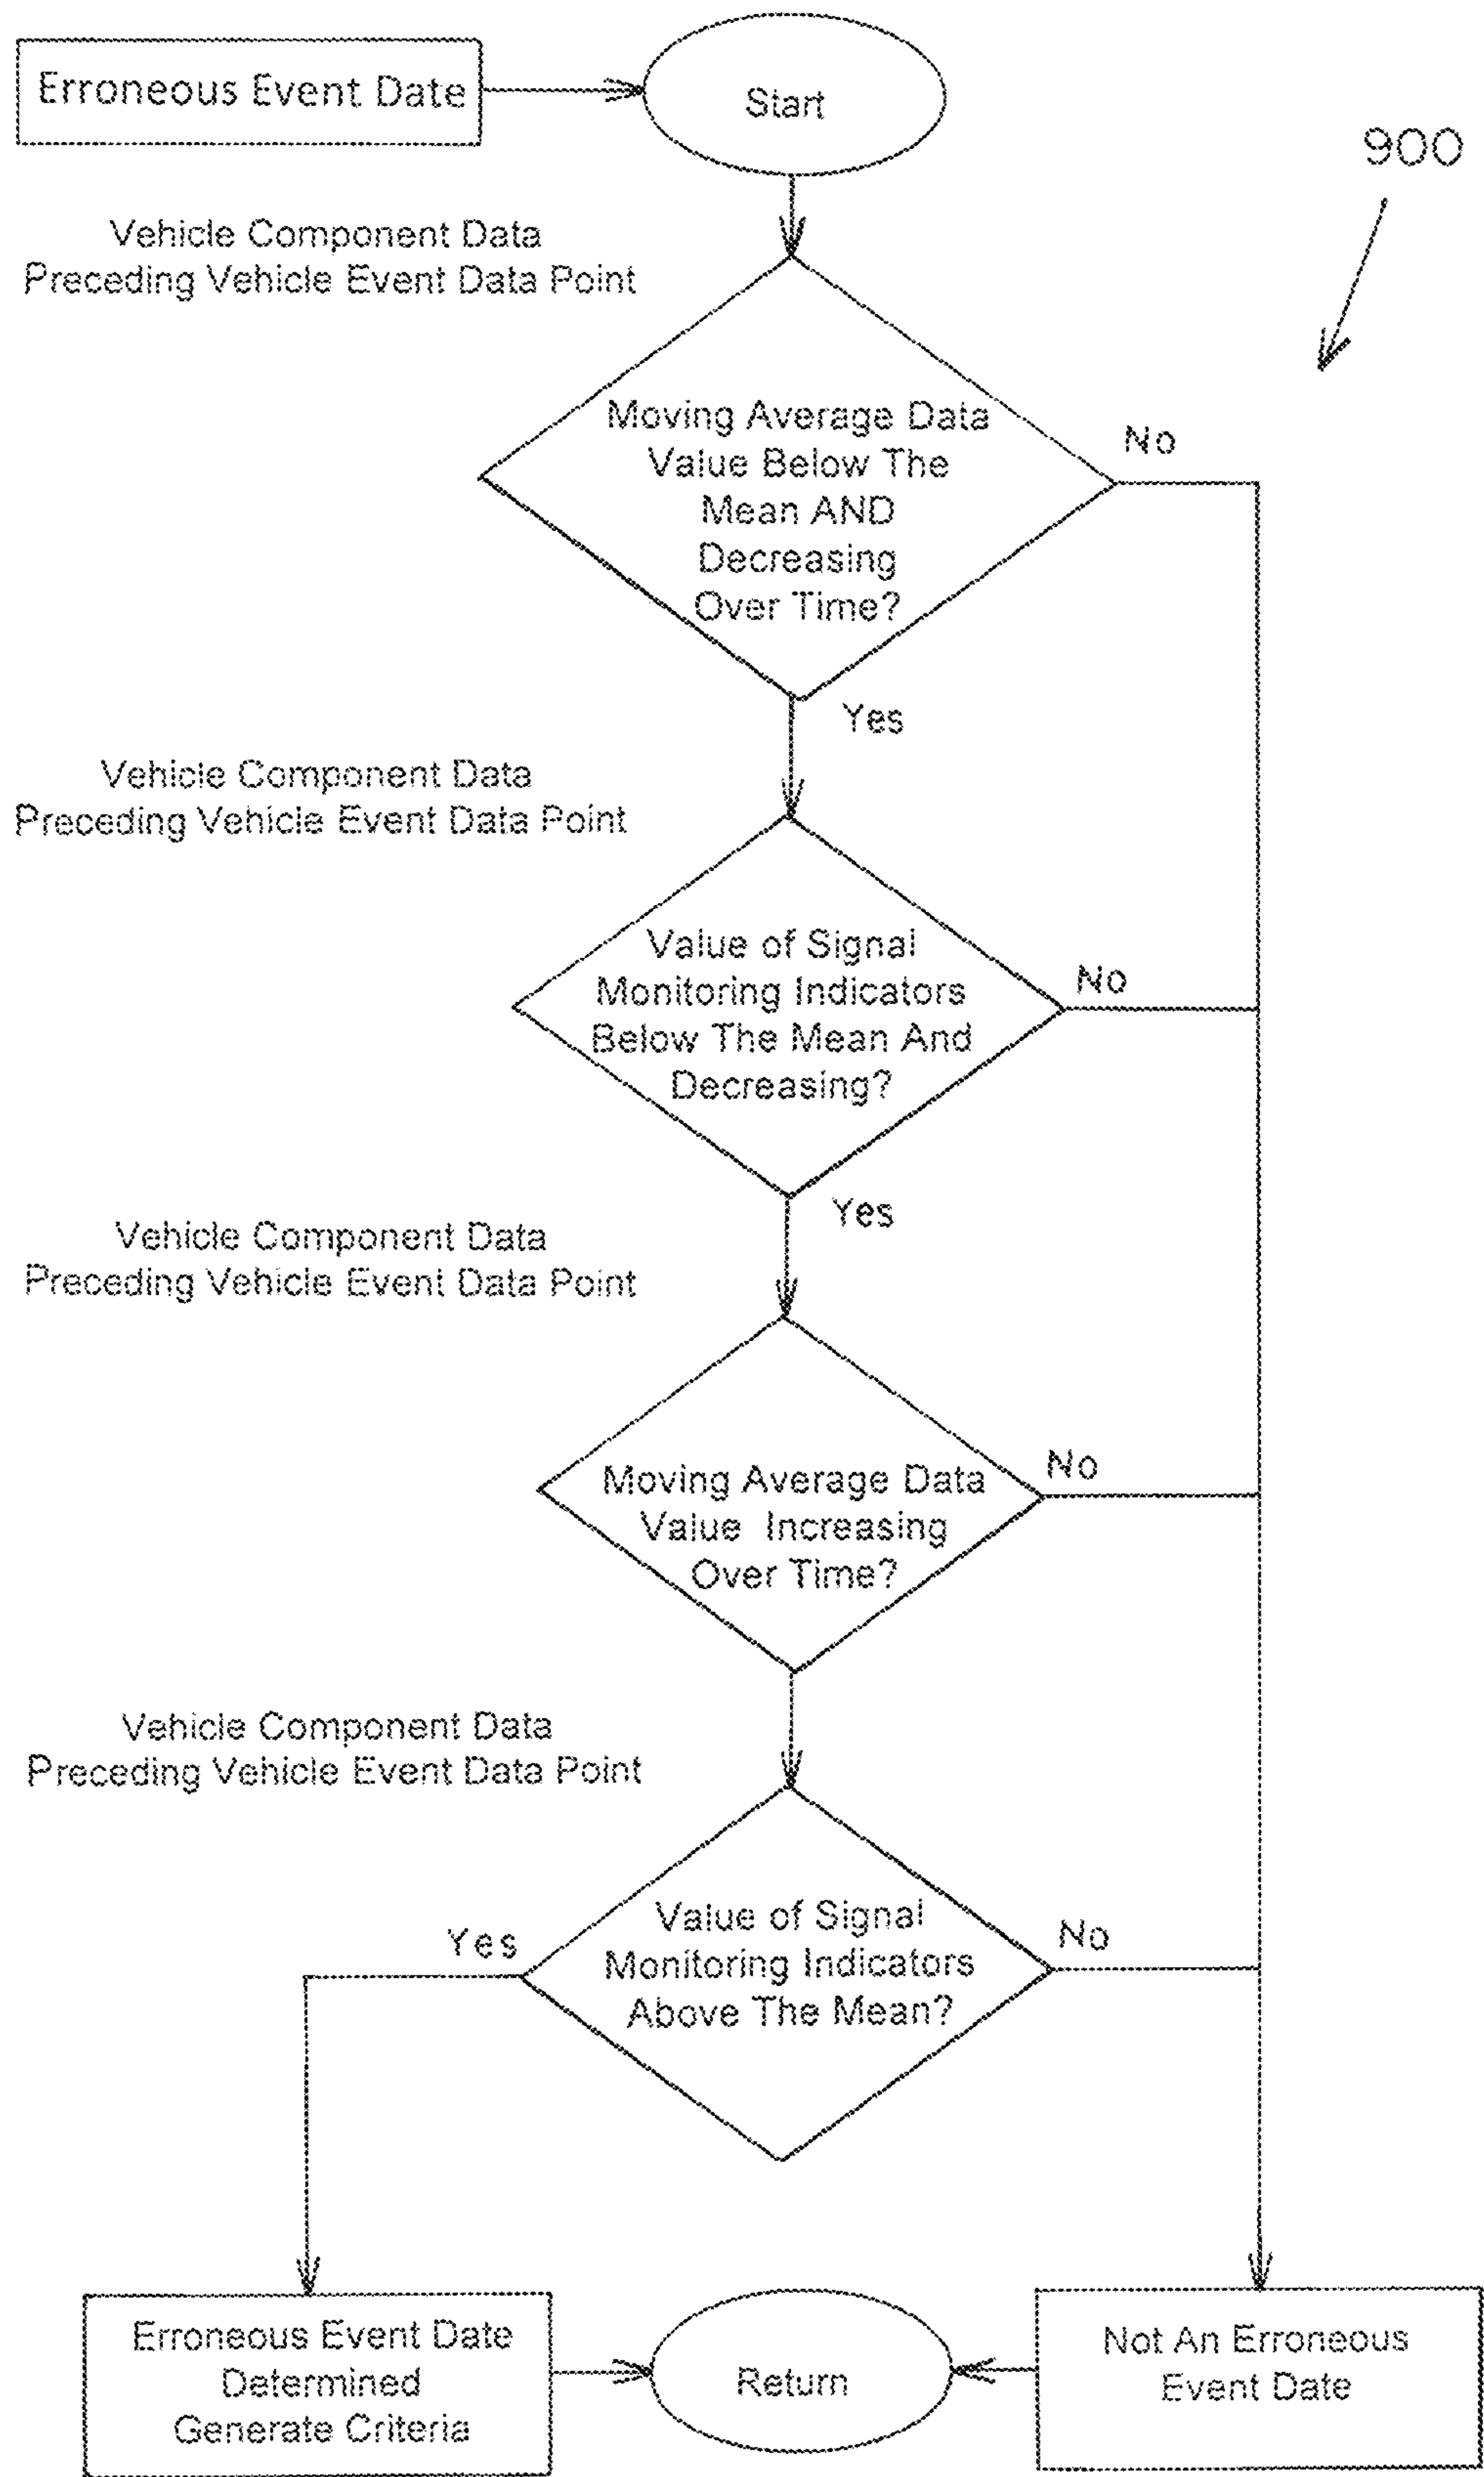 Erroneous Event Date
Start
900
Vehicle Component Data
Preceding Vehicle Event Data Point
Moving Average Data
Value Below The
Mean AND
Decreasing
Over Time?
No
Yes
Vehicle Component Data
Preceding Vehicle Event Data Point
Value of Signal
Monitoring Indicators
Below The Mean And
Decreasing?
No
Yes
Vehicle Component Data
Preceding Vehicle Event Data Point
Moving Average Data
Value Increasing
Over Time?
No
Vehicle Component Data
Preceding Vehicle Event Data Point
Yes
Value of Signal
Monitoring Indicators
Above The Mean?
No
Erroneous Event Date
Determined
Generate Criteria
Return
Not An Erroneous
Event Date